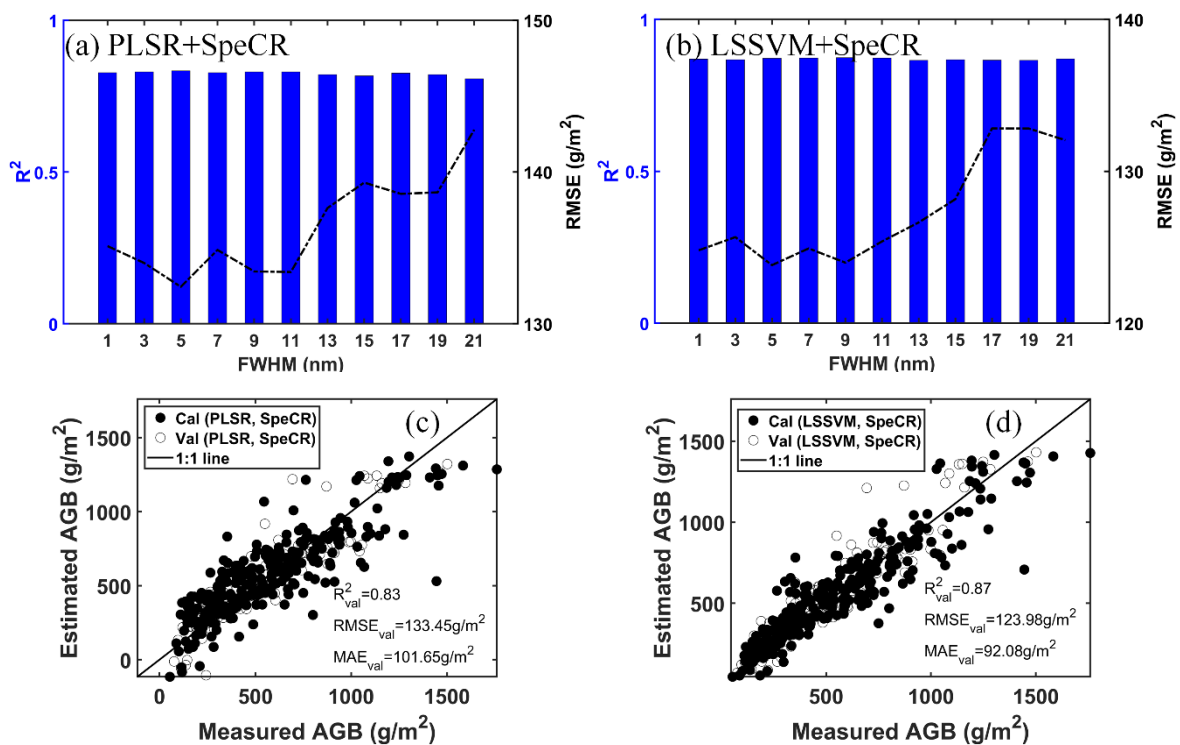 (a) PLSR+SpeCR
1
0.5
0
R²
150
140
130
RMSE (g/m²)
1 3 5 7 9 11 13 15 17 19 21
FWHM (nm)
(b) LSSVM+SpeCR
1
0.5
0
R²
140
130
120
RMSE (g/m²)
1 3 5 7 9 11 13 15 17 19 21
FWHM (nm)
(c)
Cal (PLSR, SpeCR)
Val (PLSR, SpeCR)
1:1 line
1500
1000
500
0
Estimated AGB (g/m²)
R²val=0.83
RMSEval=133.45g/m²
MAEval=101.65g/m²
0 500 1000 1500
Measured AGB (g/m²)
(d)
Cal (LSSVM, SpeCR)
Val (LSSVM, SpeCR)
1:1 line
1500
1000
500
Estimated AGB (g/m²)
R²val=0.87
RMSEval=123.98g/m²
MAEval=92.08g/m²
500 1000 1500
Measured AGB (g/m²)